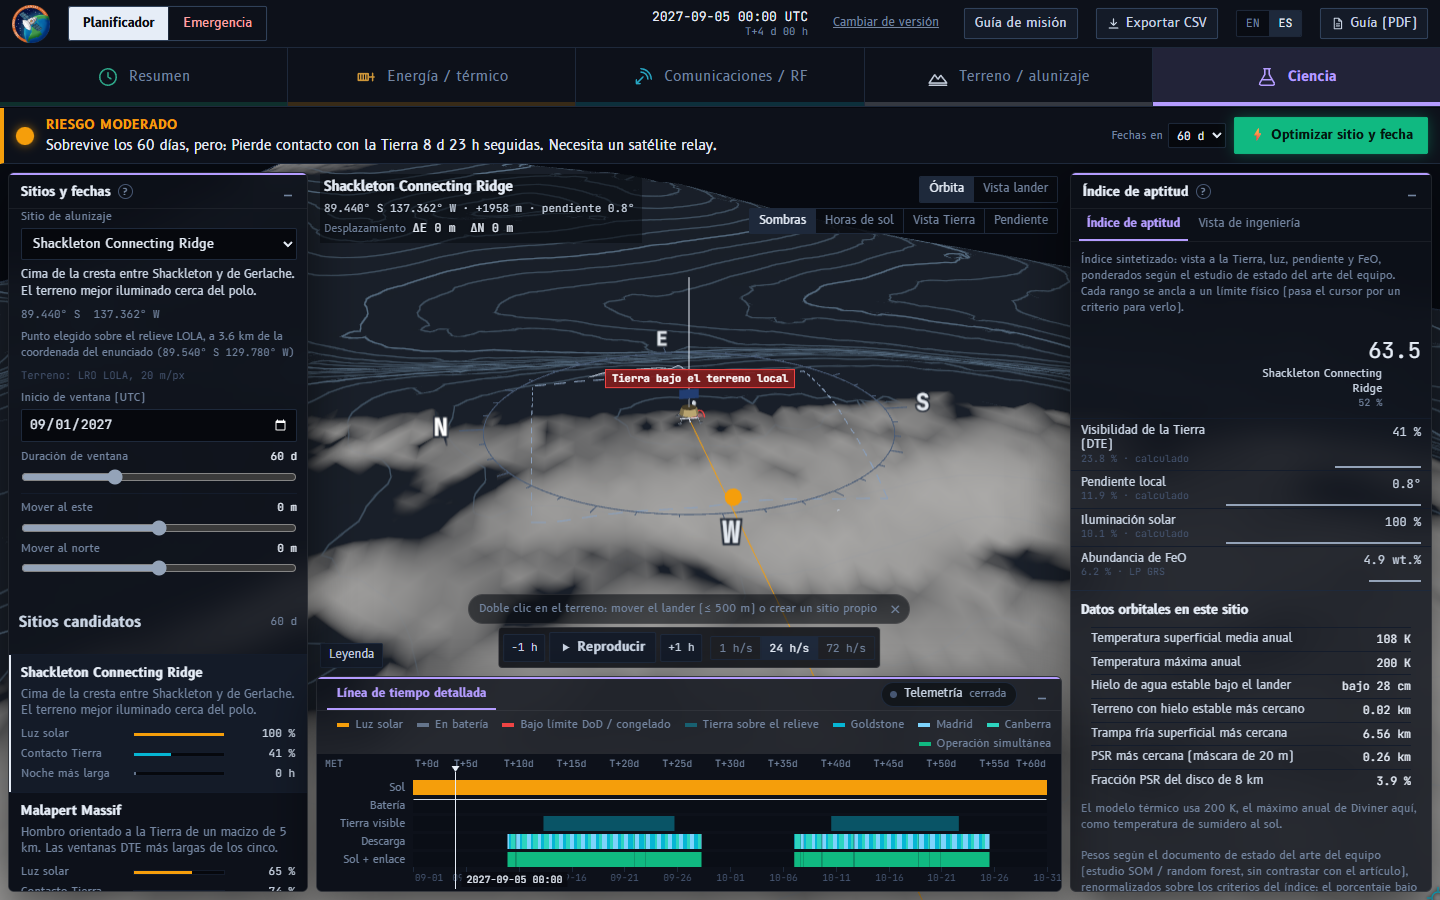 Planificador
Emergencia
2027-09-05 00:00 UTC
T+4 d 00 h
Cambiar de versión
Guía de misión
Exportar CSV
EN
ES
Guía (PDF)
Resumen
Energía / térmico
Comunicaciones / RF
Terreno / alunizaje
Ciencia
RIESGO MODERADO
Sobrevive los 60 días, pero: Pierde contacto con la Tierra 8 d 23 h seguidas. Necesita un satélite relay.
Fechas en
60 d
Optimizar sitio y fecha
Sitios y fechas ?
Sitio de alunizaje
Shackleton Connecting Ridge
Cima de la cresta entre Shackleton y de Gerlache.
El terreno mejor iluminado cerca del polo.
89.440° S 137.362° W
Punto elegido sobre el relieve LOLA, a 3.6 km de la
coordenada del enunciado (89.540° S 129.780° W)
Terreno: LRO LOLA, 20 m/px
Inicio de ventana (UTC)
09/01/2027
Duración de ventana 60 d
Mover al este 0 m
Mover al norte 0 m
Sitios candidatos 60 d
Shackleton Connecting Ridge
Cima de la cresta entre Shackleton y de Gerlache.
El terreno mejor iluminado cerca del polo.
Luz solar 100 %
Contacto Tierra 41 %
Noche más larga 0 h
Malapert Massif
Hombro orientado a la Tierra de un macizo de 5
km. Las ventanas DTE más largas de los cinco.
Luz solar 65 %
Contacto Tierra 74 %
Shackleton Connecting Ridge
89.440° S 137.362° W · +1958 m · pendiente 0.8°
Desplazamiento ΔE 0 m ΔN 0 m
Órbita
Vista lander
Sombras
Horas de sol
Vista Tierra
Pendiente
E
Tierra bajo el terreno local
N
S
W
Doble clic en el terreno: mover el lander (≤ 500 m) o crear un sitio propio ×
Leyenda
-1 h
Reproducir
+1 h
1 h/s
24 h/s
72 h/s
Línea de tiempo detallada
Telemetría cerrada
Luz solar
En batería
Bajo límite DoD / congelado
Tierra sobre el relieve
Goldstone
Madrid
Canberra
Operación simultánea
MET T+0d T+5d T+10d T+15d T+20d T+25d T+30d T+35d T+40d T+45d T+50d T+55d T+60d
Sol
Batería
Tierra visible
Descarga
Sol + enlace
09-01 2027-09-05 00:00 09-21 09-26 10-01 10-06 10-11 10-16 10-21 10-26 10-31
Índice de aptitud ?
Índice de aptitud
Vista de ingeniería
Índice sintetizado: vista a la Tierra, luz, pendiente y FeO,
ponderados según el estudio de estado del arte del equipo.
Cada rango se ancla a un límite físico (pasa el cursor por un
criterio para verlo).
63.5
Shackleton Connecting
Ridge
52 %
Visibilidad de la Tierra
(DTE)
41 %
23.8 % · calculado
Pendiente local 0.8°
11.9 % · calculado
Iluminación solar 100 %
10.1 % · calculado
Abundancia de FeO 4.9 wt.%
6.2 % · LP GRS
Datos orbitales en este sitio
Temperatura superficial media anual 108 K
Temperatura máxima anual 200 K
Hielo de agua estable bajo el lander bajo 28 cm
Terreno con hielo estable más cercano 0.02 km
Trampa fría superficial más cercana 6.56 km
PSR más cercana (máscara de 20 m) 0.26 km
Fracción PSR del disco de 8 km 3.9 %
El modelo térmico usa 200 K, el máximo anual de Diviner aquí,
como temperatura de sumidero al sol.
Pesos según el documento de estado del arte del equipo
(estudio SOM / random forest, sin contrastar con el artículo),
renormalizados sobre los criterios del índice: el porcentaje bajo